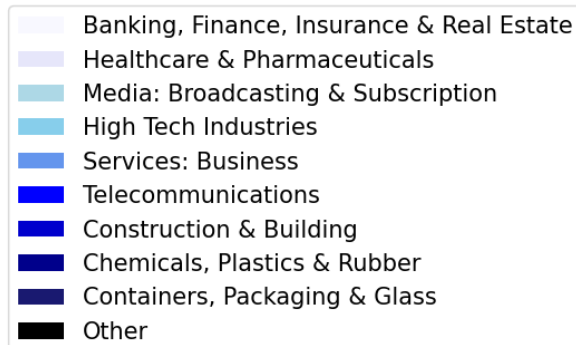 Banking, Finance, Insurance & Real Estate
Healthcare & Pharmaceuticals
Media: Broadcasting & Subscription
High Tech Industries
Services: Business
Telecommunications
Construction & Building
Chemicals, Plastics & Rubber
Containers, Packaging & Glass
Other